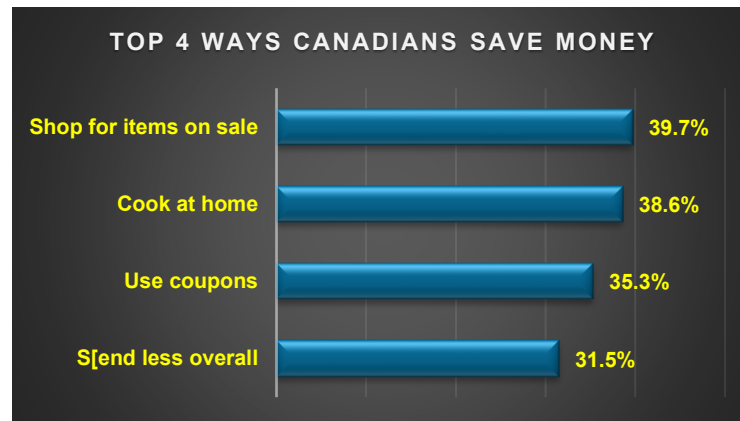 TOP 4 WAYS CANADIANS SAVE MONEY
Shop for items on sale 39.7%
Cook at home 38.6%
Use coupons 35.3%
S[end less overall 31.5%